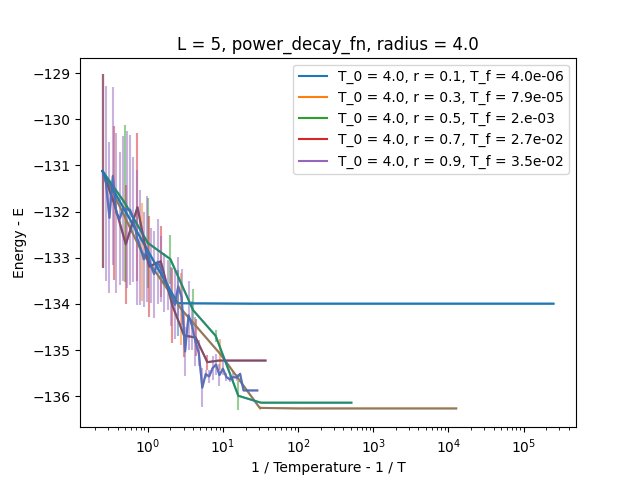 L = 5, power_decay_fn, radius = 4.0
T_0 = 4.0, r = 0.1, T_f = 4.0e-06
T_0 = 4.0, r = 0.3, T_f = 7.9e-05
T_0 = 4.0, r = 0.5, T_f = 2.e-03
T_0 = 4.0, r = 0.7, T_f = 2.7e-02
T_0 = 4.0, r = 0.9, T_f = 3.5e-02
Energy - E
−129
−130
−131
−132
−133
−134
−135
−136
10⁰ 10¹ 10² 10³ 10⁴ 10⁵
1 / Temperature - 1 / T